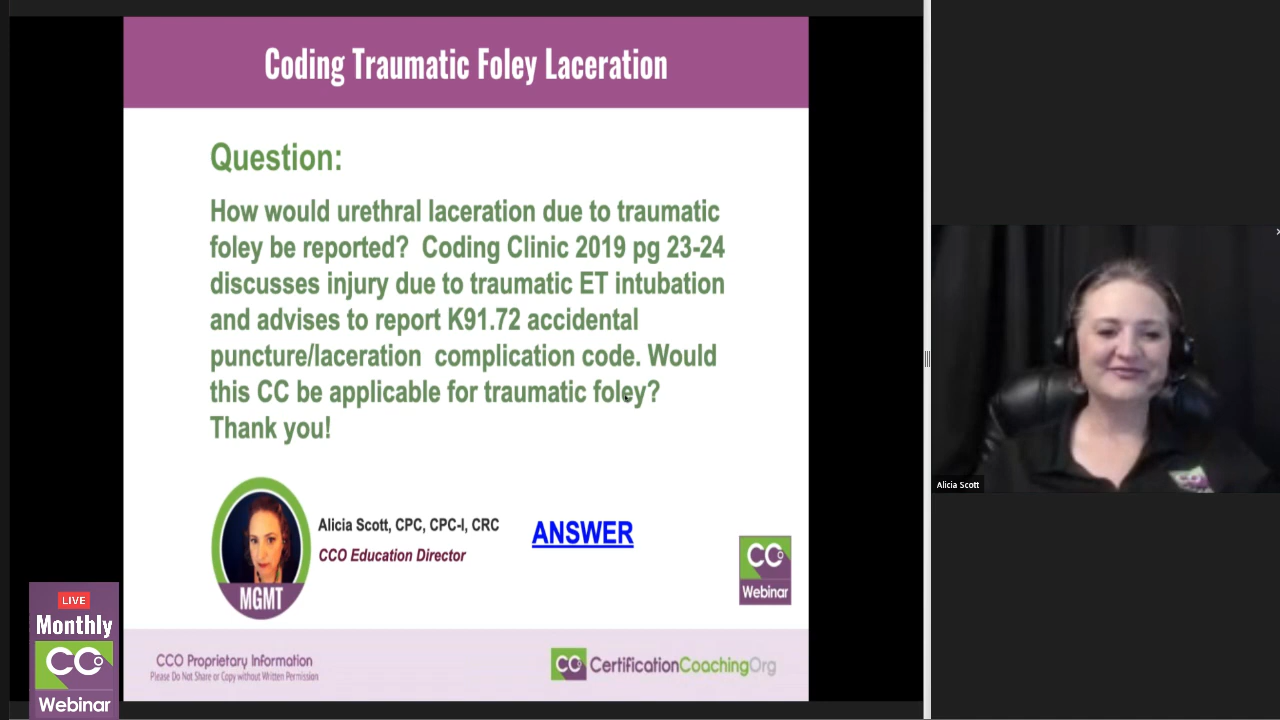 Coding Traumatic Foley Laceration
Question:
How would urethral laceration due to traumatic
foley be reported? Coding Clinic 2019 pg 23-24
discusses injury due to traumatic ET intubation
and advises to report K91.72 accidental
puncture/laceration complication code. Would
this CC be applicable for traumatic foley?
Thank you!
Alicia Scott, CPC, CPC-I, CRC
CCO Education Director
MGMT
ANSWER
CCO
Webinar
CCO Proprietary Information
Please Do Not Share or Copy without Written Permission
CCO CertificationCoachingOrg
LIVE
Monthly
CCO
Webinar
Alicia Scott